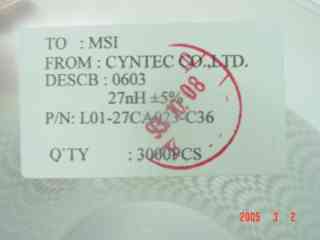 TO : MSI
FROM : CYNTEC CO.,LTD.
DESCB : 0603
27nH ±5%
P/N: L01-27CA023-C36
Q'TY : 3000PCS
2005 3 2